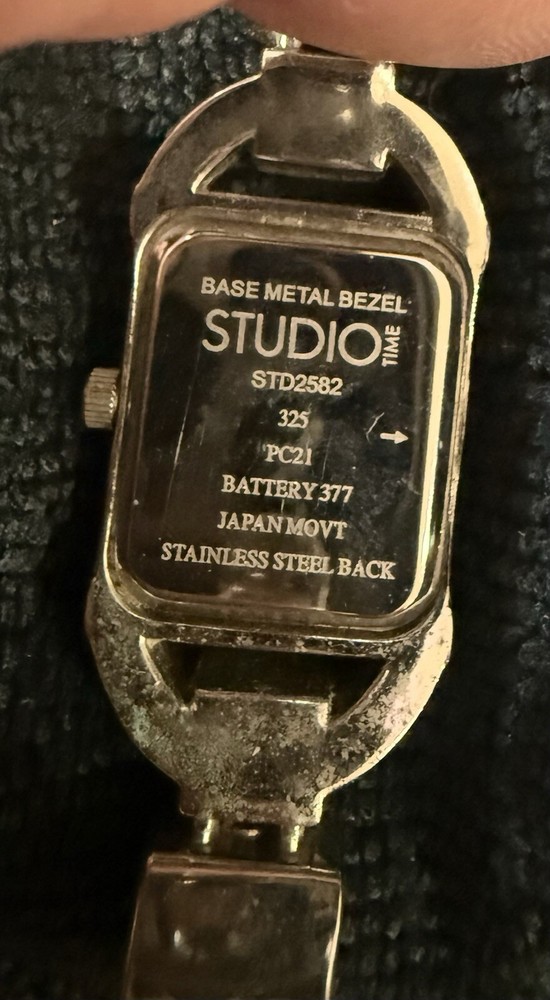 BASE METAL BEZEL
STUDIO TIME
STD2582
325
PC21
BATTERY 377
JAPAN MOVT
STAINLESS STEEL BACK